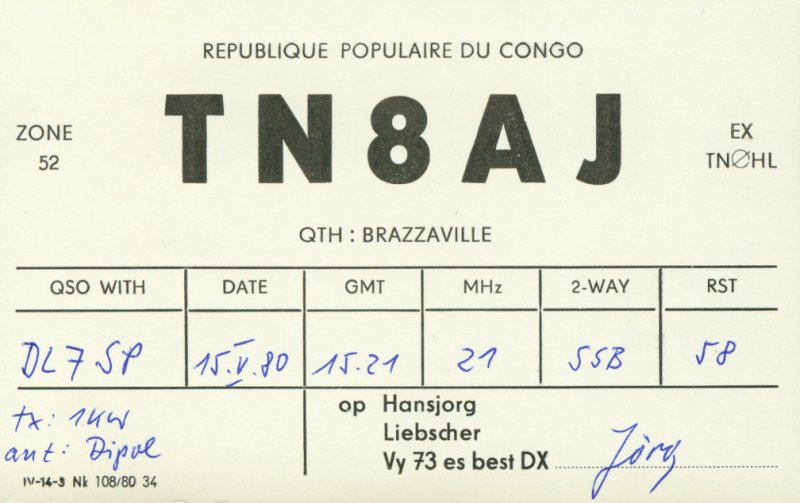 REPUBLIQUE POPULAIRE DU CONGO
TN8AJ
ZONE
52
EX
TNØHL
QTH : BRAZZAVILLE
QSO WITH DATE GMT MHz 2-WAY RST
DL7SP 15.V.80 15.21 21 SSB 58
tx: 1KW
ant: Dipol
op Hansjorg
Liebscher
Vy 73 es best DX Jörg
IV-14-3 Nk 108/80 34